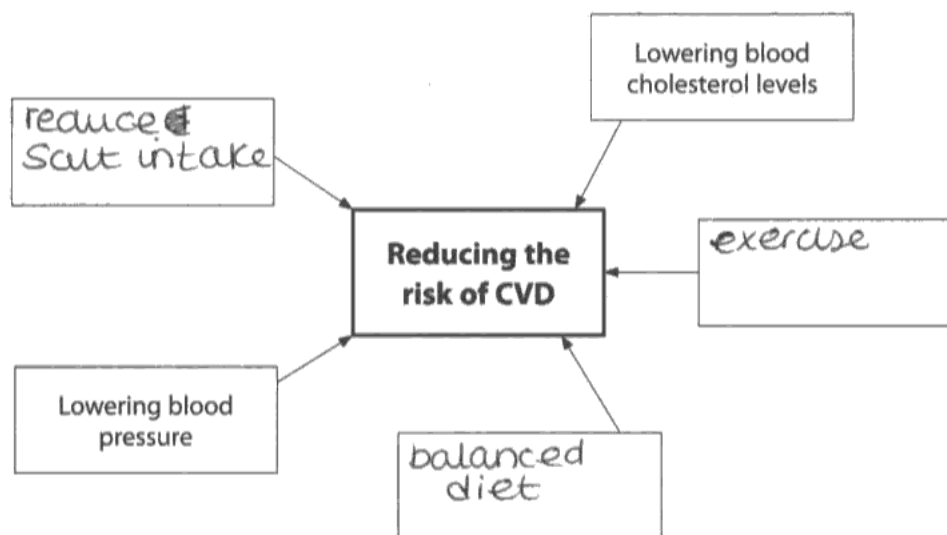 Lowering blood
cholesterol levels
reduce
Salt intake
Reducing the
risk of CVD
exercise
Lowering blood
pressure
balanced
diet